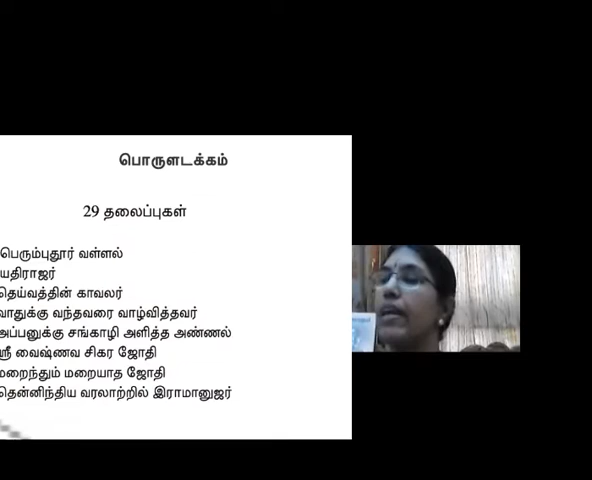 பொருளடக்கம்
29 தலைப்புகள்
பெரும்புதூர் வள்ளல்
யதிராஜர்
தெய்வத்தின் காவலர்
வாதுக்கு வந்தவரை வாழ்வித்தவர்
அப்பனுக்கு சங்காழி அளித்த அண்ணல்
ஸ்ரீ வைஷ்ணவ சிகர ஜோதி
மறைந்தும் மறையாத ஜோதி
தென்னிந்திய வரலாற்றில் இராமானுஜர்